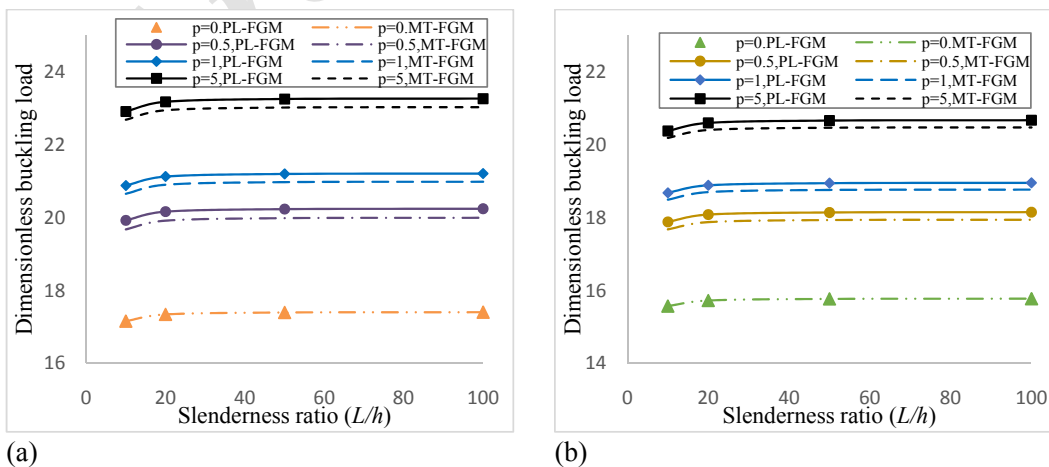 p=0.PL-FGM p=0.MT-FGM
p=0.5,PL-FGM p=0.5,MT-FGM
p=1,PL-FGM p=1,MT-FGM
p=5,PL-FGM p=5,MT-FGM
Dimensionless buckling load
24
22
20
18
16
0 20 40 60 80 100
Slenderness ratio (L/h)
(a)
p=0.PL-FGM p=0.MT-FGM
p=0.5,PL-FGM p=0.5,MT-FGM
p=1,PL-FGM p=1,MT-FGM
p=5,PL-FGM p=5,MT-FGM
Dimensionless buckling load
22
20
18
16
14
0 20 40 60 80 100
Slenderness ratio (L/h)
(b)